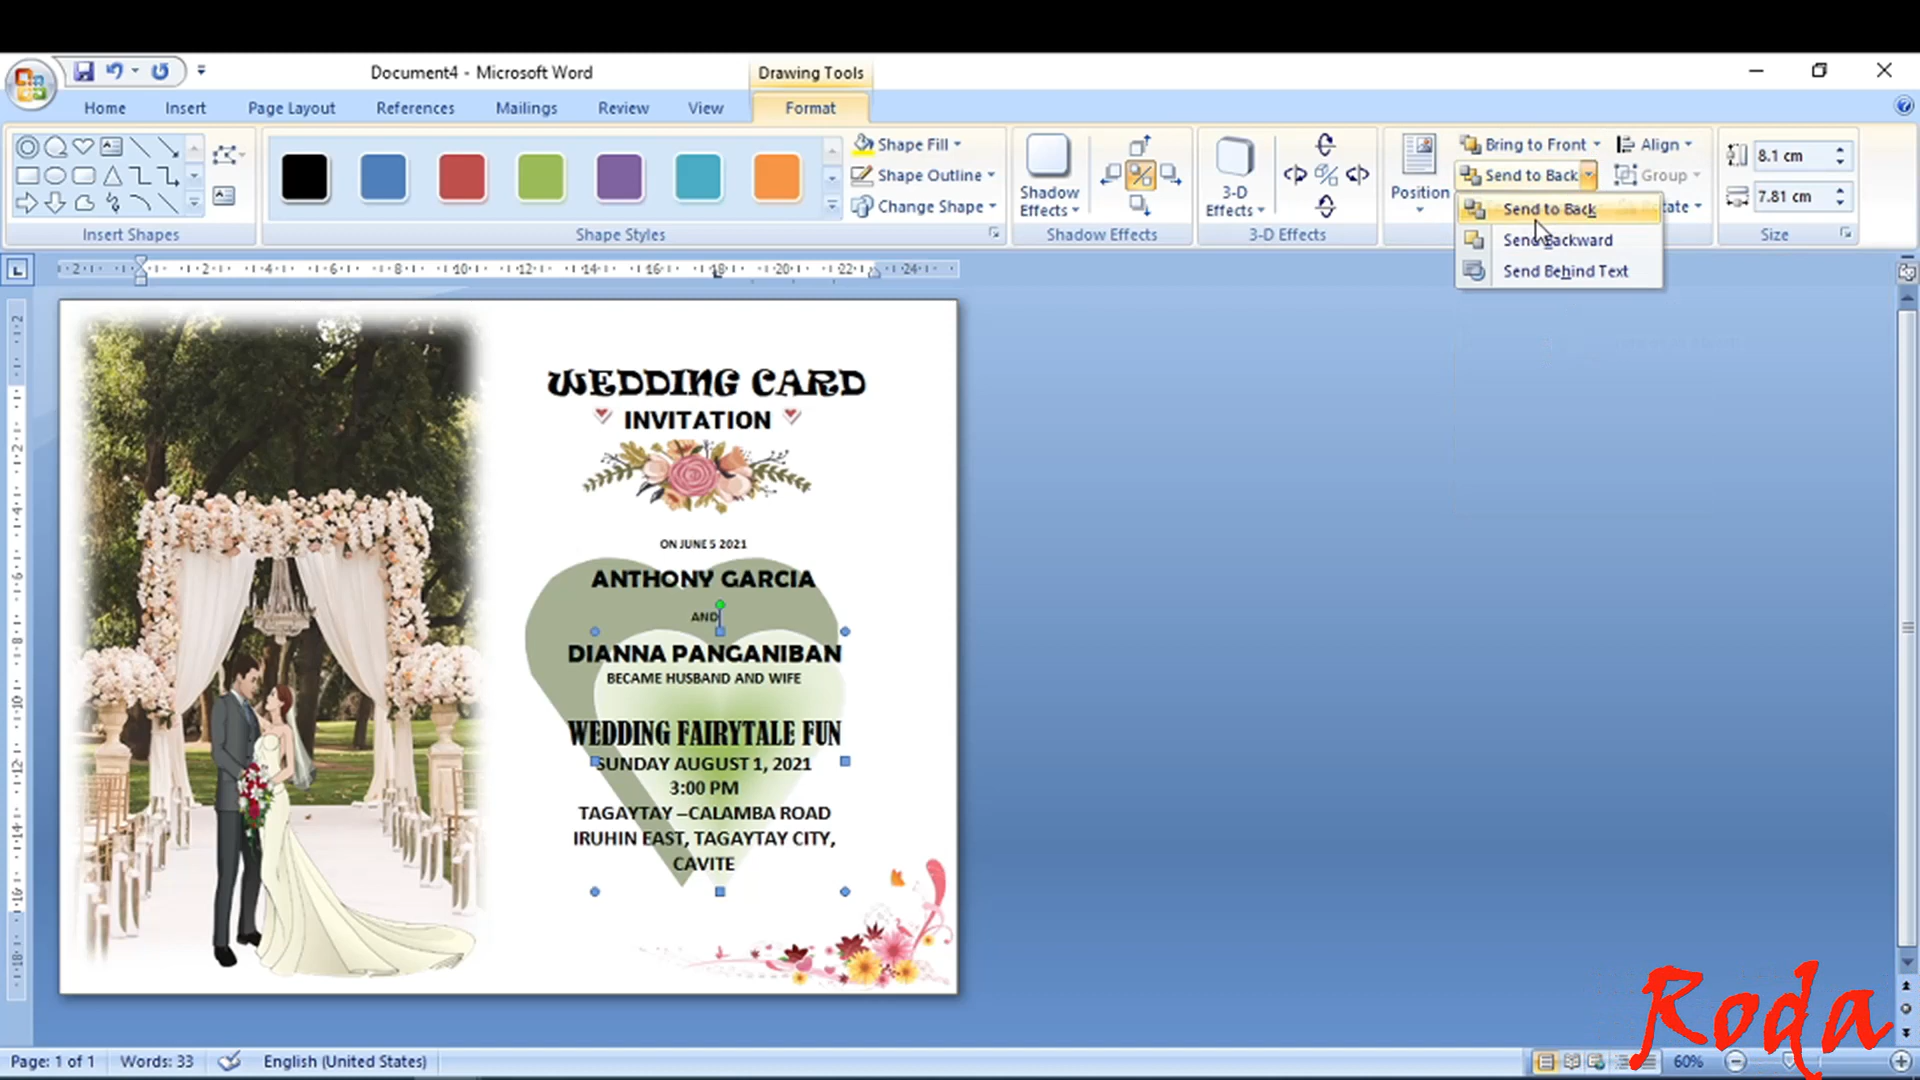 Document4 - Microsoft Word
Drawing Tools
Home Insert Page Layout References Mailings Review View Format
Shape Fill
Shape Outline
Change Shape
Shadow Effects
3-D Effects
Position
Bring to Front
Send to Back
Align
Group
8.1 cm
7.81 cm
Insert Shapes
Shape Styles
Shadow Effects
3-D Effects
Size
Send to Back
Send Backward
Send Behind Text
WEDDING CARD
INVITATION
ON JUNE 5 2021
ANTHONY GARCIA
AND
DIANNA PANGANIBAN
BECAME HUSBAND AND WIFE
WEDDING FAIRYTALE FUN
SUNDAY AUGUST 1, 2021
3:00 PM
TAGAYTAY –CALAMBA ROAD
IRUHIN EAST, TAGAYTAY CITY,
CAVITE
Roda
Page: 1 of 1 Words: 33 English (United States) 60%